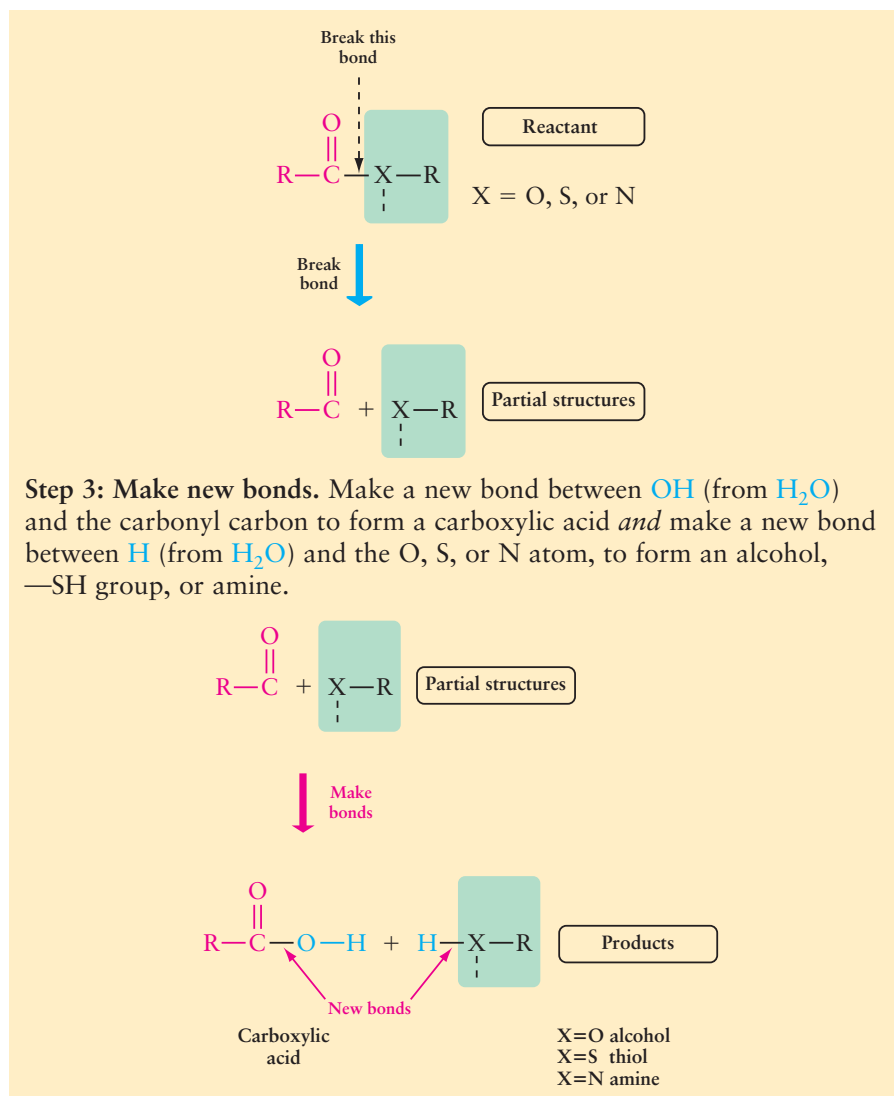 Break this
bond
O
Reactant
R—C—X—R
X = O, S, or N
Break
bond
O
R—C + X—R
Partial structures
Step 3: Make new bonds. Make a new bond between OH (from H₂O)
and the carbonyl carbon to form a carboxylic acid and make a new bond
between H (from H₂O) and the O, S, or N atom, to form an alcohol,
—SH group, or amine.
O
R—C + X—R
Partial structures
Make
bonds
O
R—C—O—H + H—X—R
Products
New bonds
Carboxylic
acid
X=O alcohol
X=S thiol
X=N amine